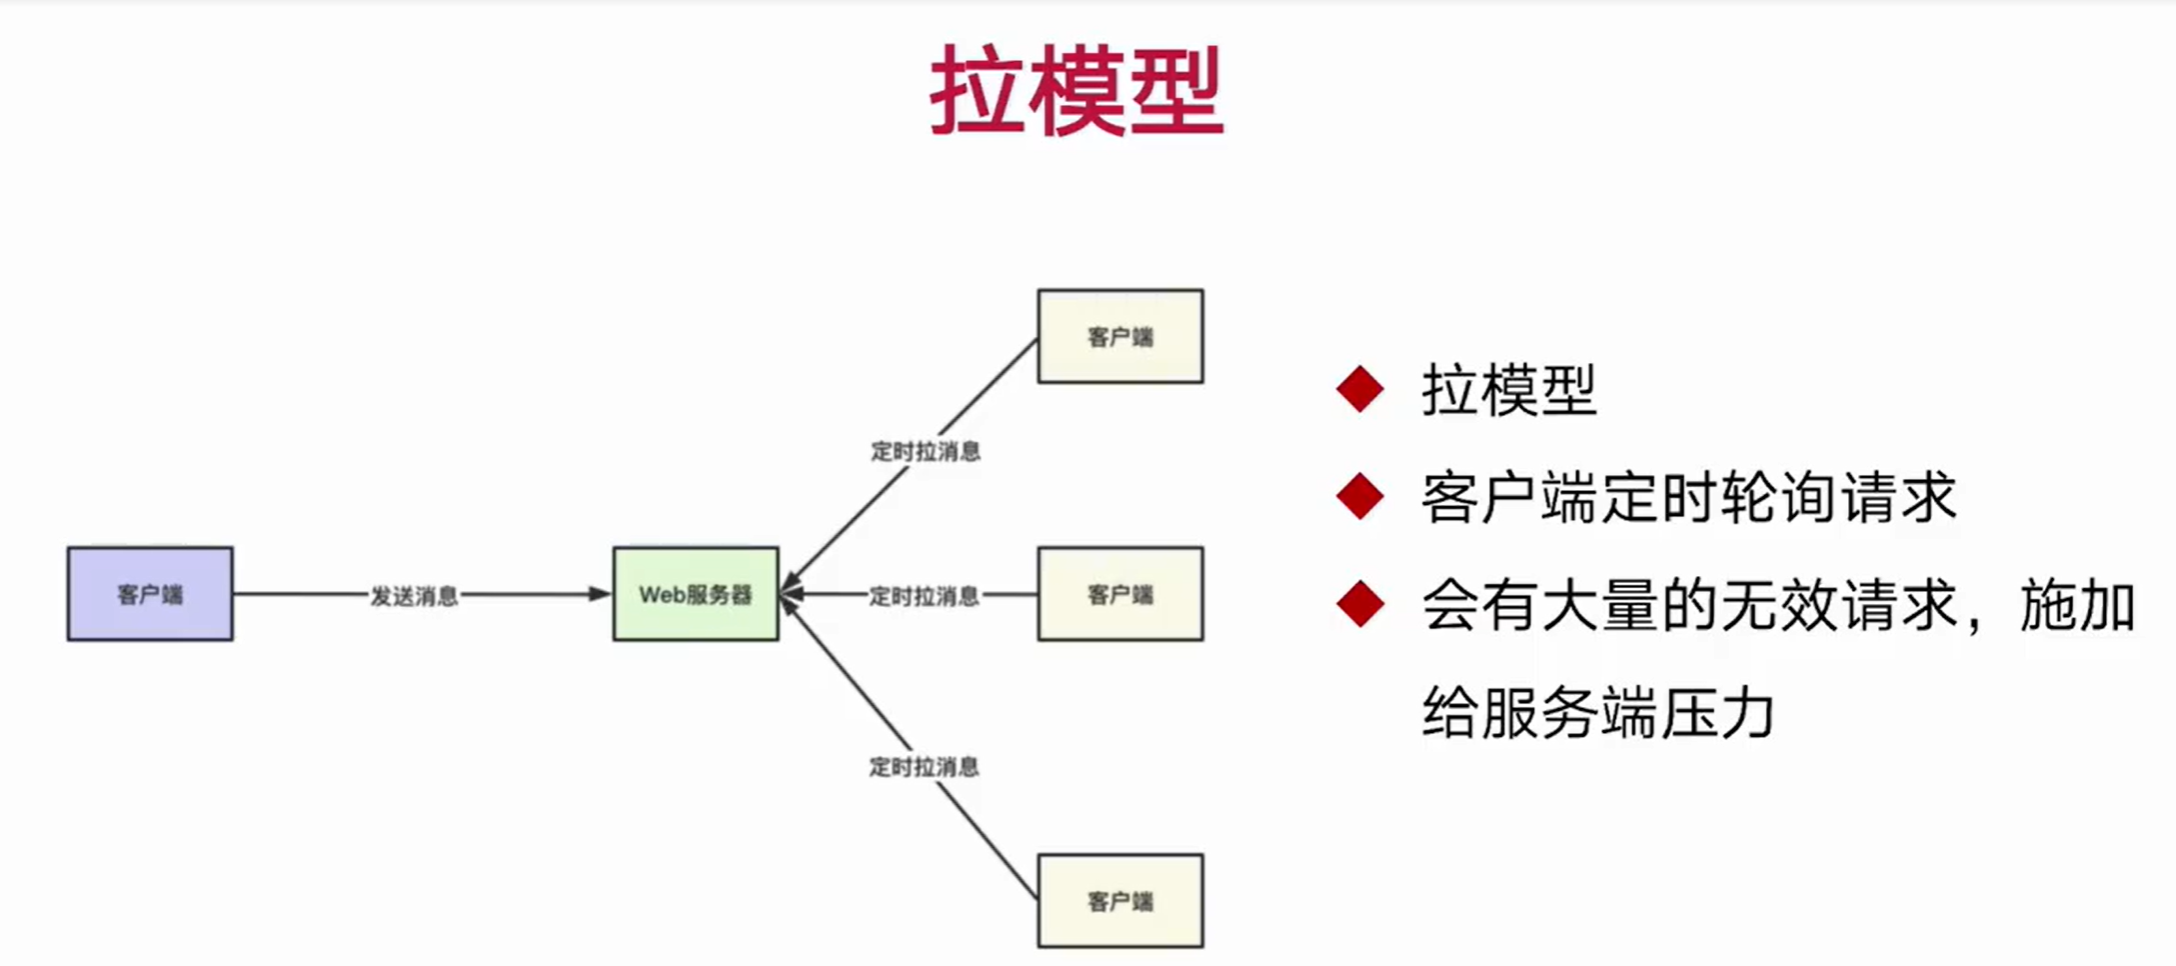 拉模型
客户端
定时拉消息
客户端
发送消息
Web服务器
定时拉消息
客户端
定时拉消息
客户端
拉模型
客户端定时轮询请求
会有大量的无效请求，施加
给服务端压力